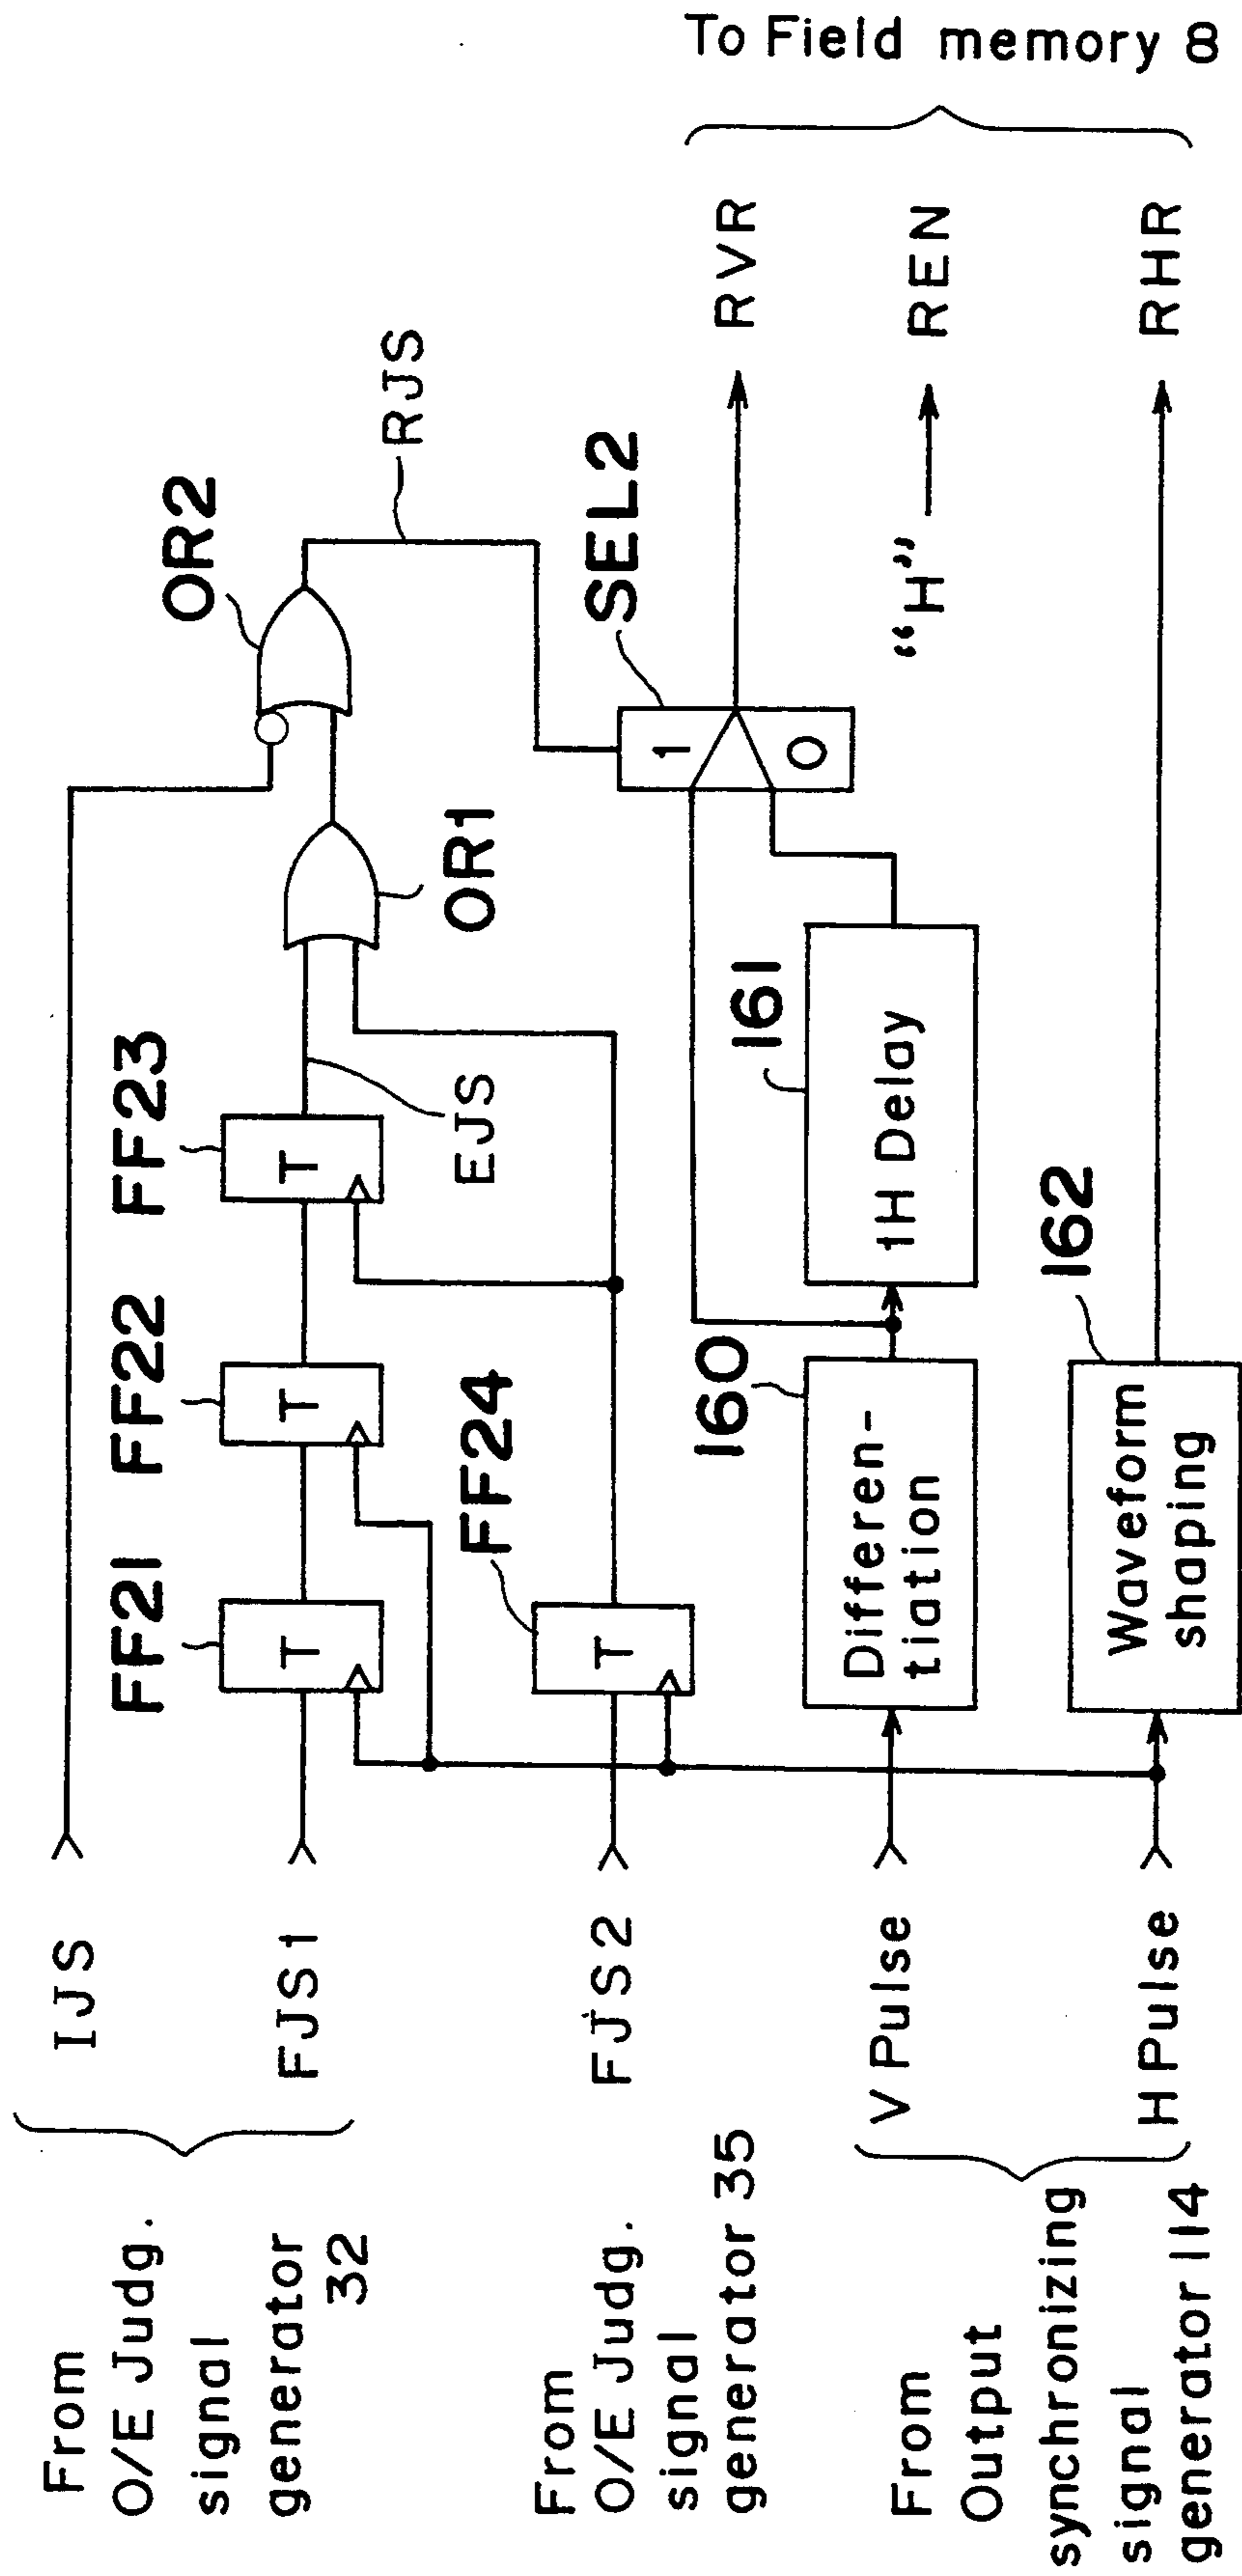 From
O/E Judg.
signal
generator
32
IJS
FJS1
From
O/E Judg.
signal
generator 35
FJS2
From
Output
synchronizing
signal
generator 114
V Pulse
H Pulse
FF21
T
FF22
T
FF23
T
EJS
FF24
T
OR1
OR2
RJS
160
Differen-
tiation
161
1H Delay
162
Waveform
shaping
SEL2
1
0
"H"
RVR
REN
RHR
To Field memory 8